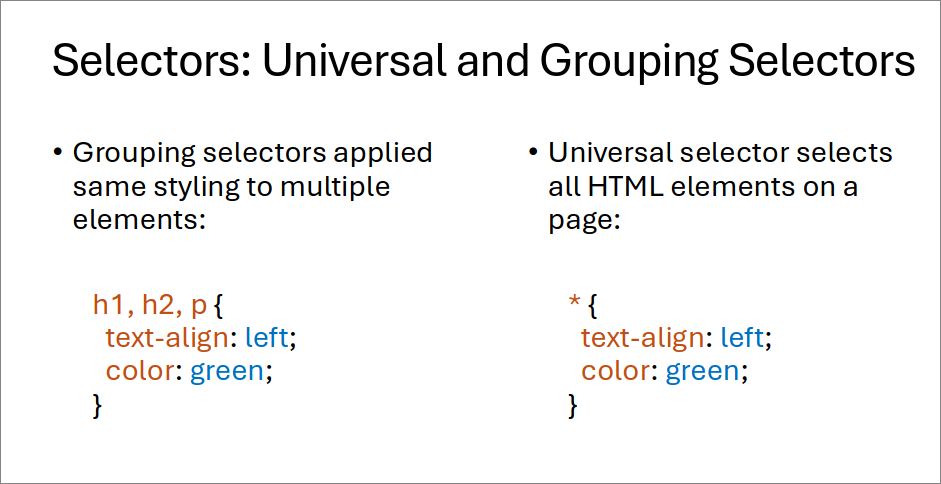 Selectors: Universal and Grouping Selectors
• Grouping selectors applied
same styling to multiple
elements:
h1, h2, p {
text-align: left;
color: green;
}
• Universal selector selects
all HTML elements on a
page:
* {
text-align: left;
color: green;
}